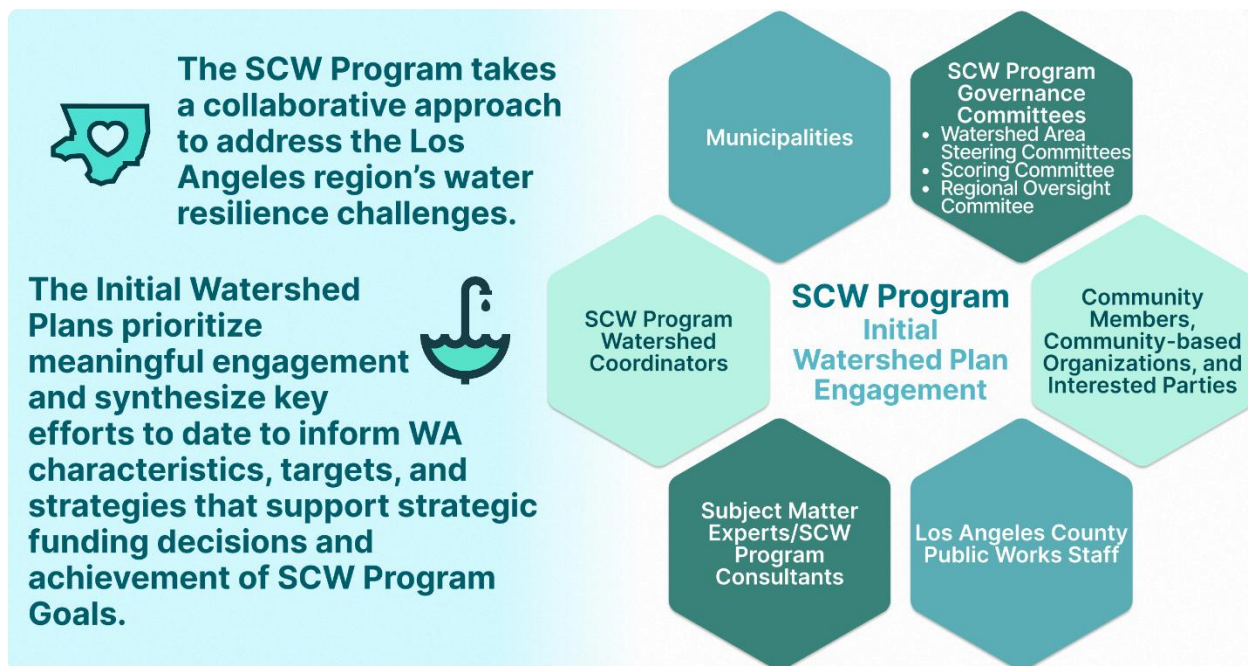 The SCW Program takes
a collaborative approach
to address the Los
Angeles region's water
resilience challenges.
The Initial Watershed
Plans prioritize
meaningful engagement
and synthesize key
efforts to date to inform WA
characteristics, targets, and
strategies that support strategic
funding decisions and
achievement of SCW Program
Goals.
Municipalities
SCW Program
Governance
Committees
• Watershed Area
Steering Committees
• Scoring Committee
• Regional Oversight
Commitee
SCW Program
Watershed
Coordinators
SCW Program
Initial
Watershed Plan
Engagement
Community
Members,
Community-based
Organizations, and
Interested Parties
Subject Matter
Experts/SCW
Program
Consultants
Los Angeles County
Public Works Staff